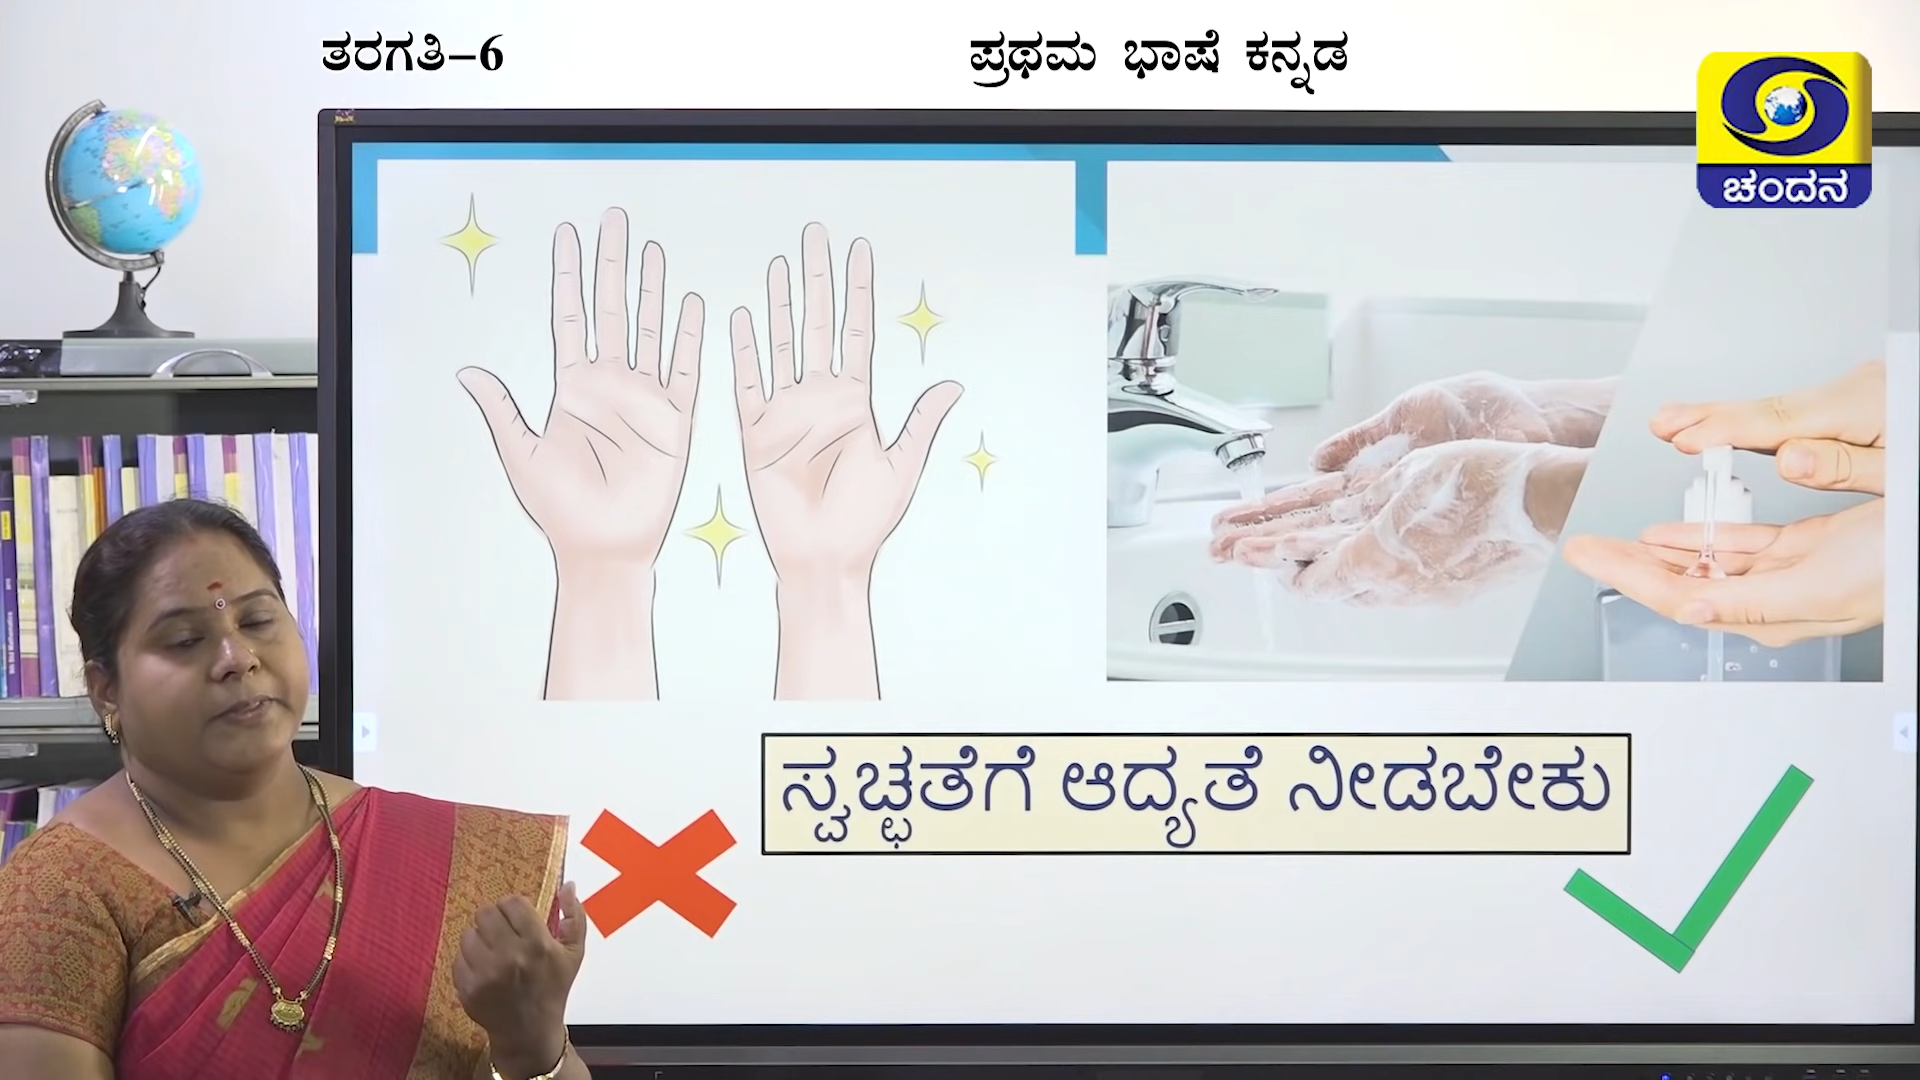 ತರಗತಿ–6
ಪ್ರಥಮ ಭಾಷೆ ಕನ್ನಡ
ಚಂದನ
ಸ್ವಚ್ಛತೆಗೆ ಆದ್ಯತೆ ನೀಡಬೇಕು